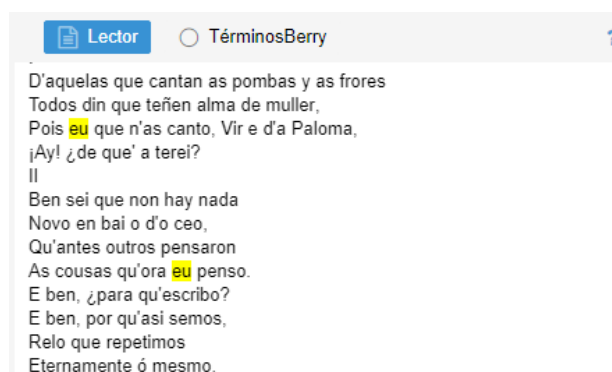 Lector TérminosBerry
D'aquelas que cantan as pombas y as frores
Todos din que teñen alma de muller,
Pois eu que n'as canto, Vir e d'a Paloma,
¡Ay! ¿de que' a terei?
II
Ben sei que non hay nada
Novo en bai o d'o ceo,
Qu'antes outros pensaron
As cousas qu'ora eu penso.
E ben, ¿para qu'escribo?
E ben, por qu'asi semos,
Relo que repetimos
Eternamente ó mesmo.